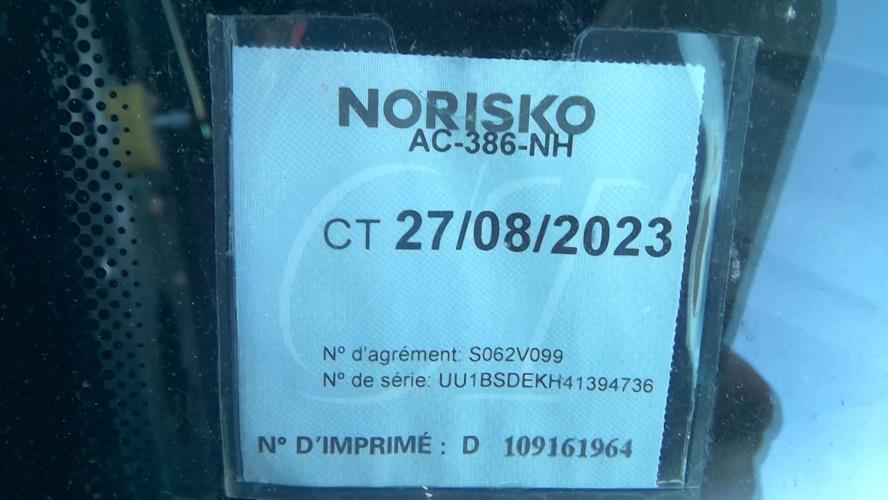 NORISKO
AC-386-NH
CT 27/08/2023
N° d'agrément: S062V099
N° de série: UU1BSDEKH41394736
N° D'IMPRIMÉ : D 109161964